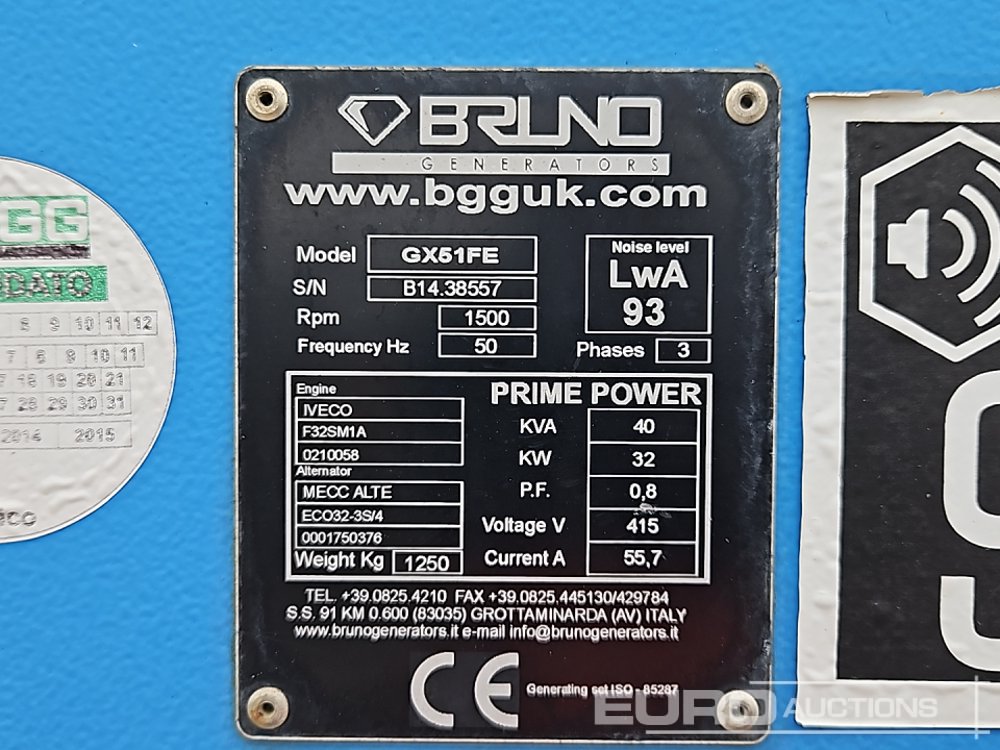 BRUNO
GENERATORS
www.bgguk.com
Model GX51FE
S/N B14.38557
Rpm 1500
Frequency Hz 50
Noise level
LwA
93
Phases 3
Engine
IVECO
F32SM1A
0210058
Alternator
MECC ALTE
ECO32-3S/4
0001750376
Weight Kg 1250
PRIME POWER
KVA 40
KW 32
P.F. 0,8
Voltage V 415
Current A 55,7
TEL. +39.0825.4210 FAX +39.0825.445130/429784
S.S. 91 KM 0.600 (83035) GROTTAMINARDA (AV) ITALY
www.brunogenerators.it e-mail info@brunogenerators.it
CE
Generating set ISO - 85287
GG
DATO
8 9 10 11 12
7 8 9 10 11
18 19 20 21
28 29 30 31
2014 2015
EURO AUCTIONS